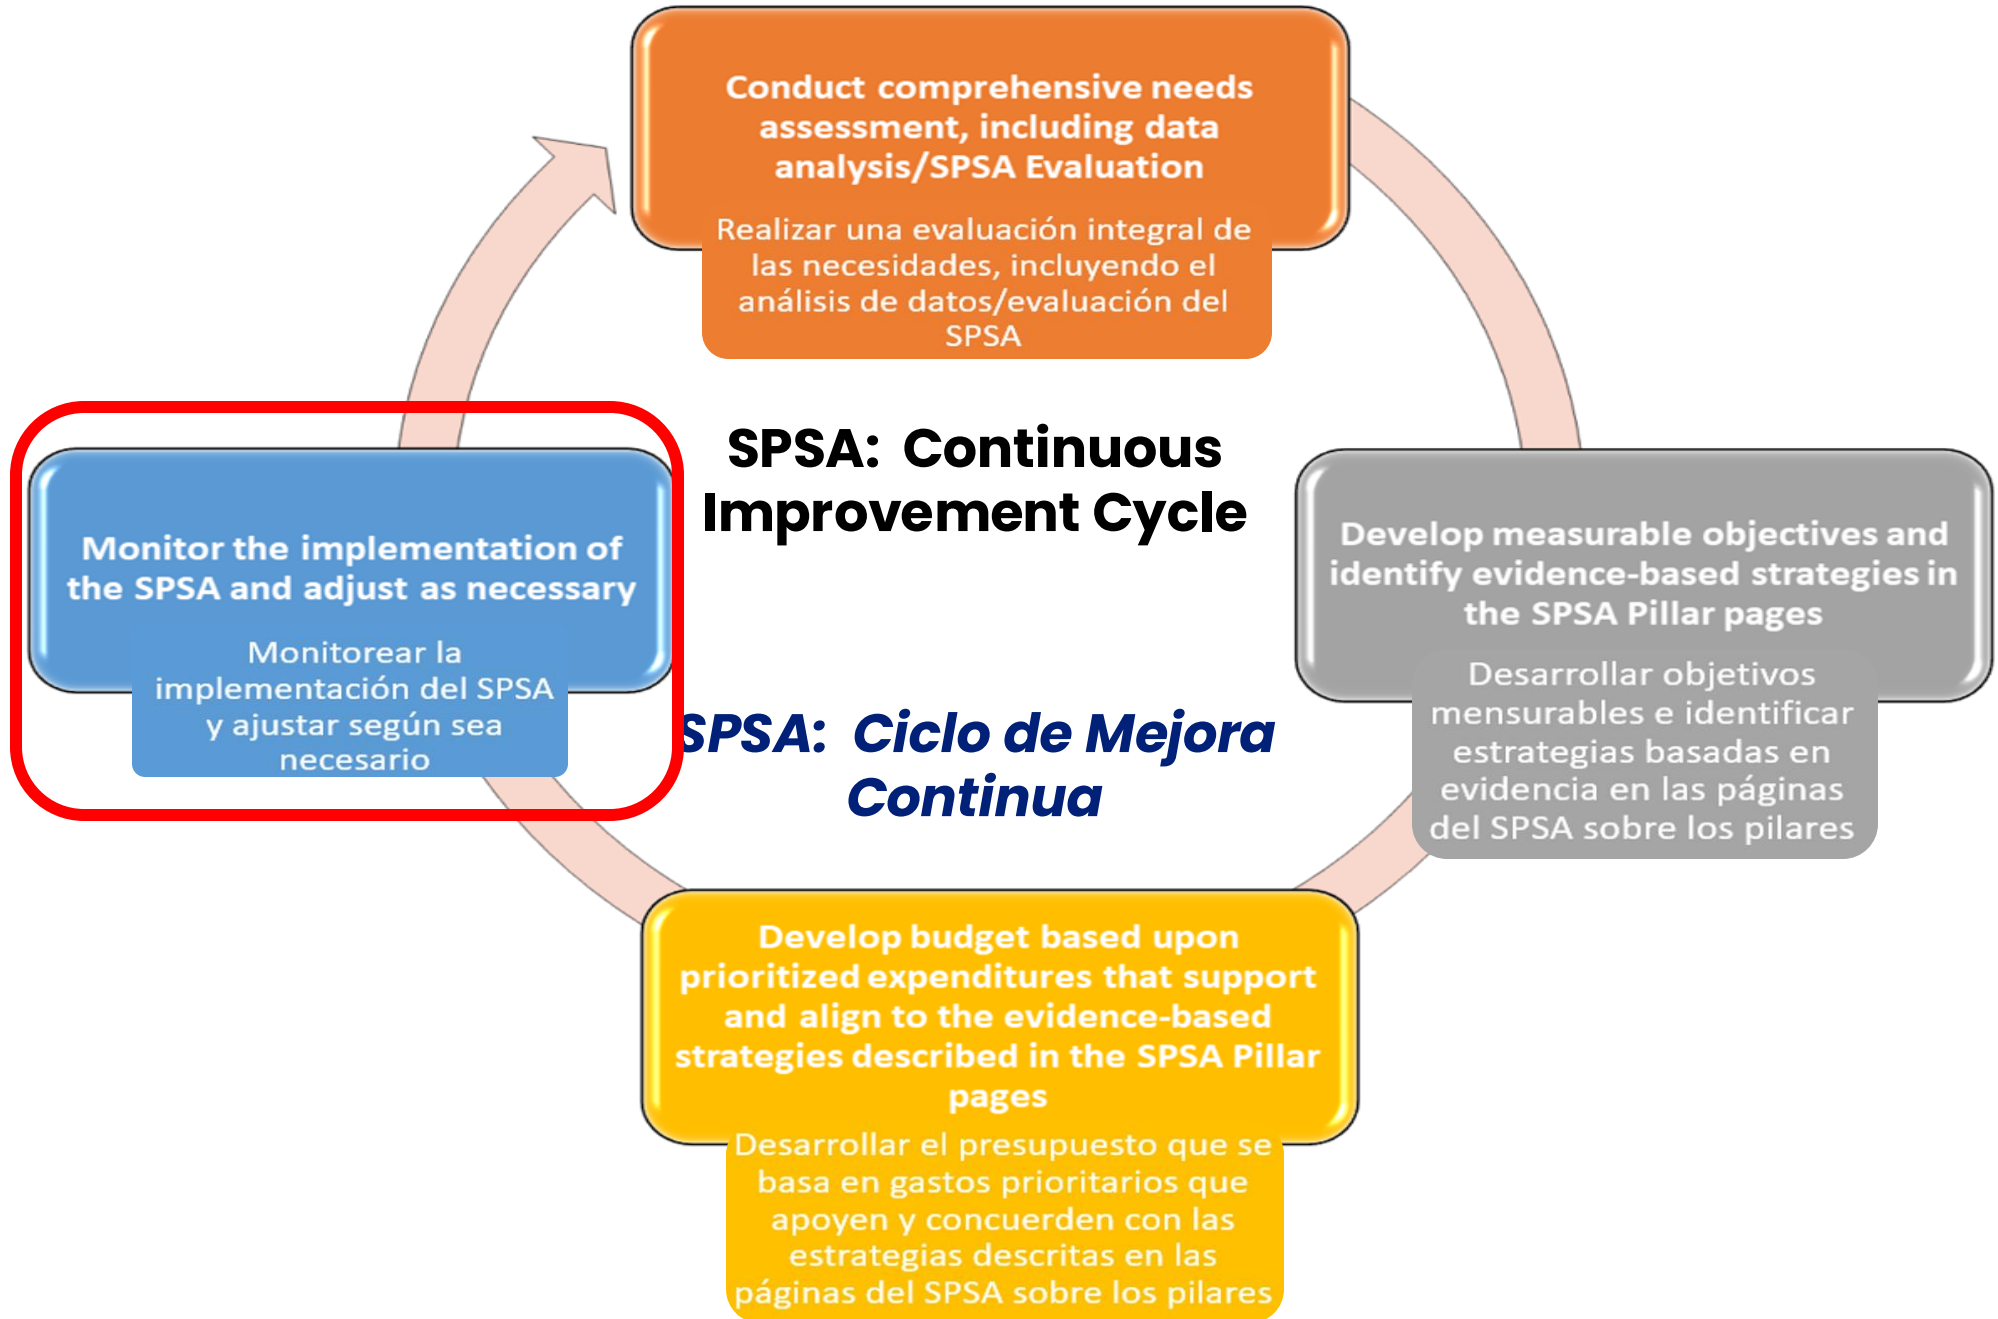 Conduct comprehensive needs
assessment, including data
analysis/SPSA Evaluation
Realizar una evaluación integral de
las necesidades, incluyendo el
análisis de datos/evaluación del
SPSA
SPSA: Continuous
Improvement Cycle
SPSA: Ciclo de Mejora
Continua
Develop measurable objectives and
identify evidence-based strategies in
the SPSA Pillar pages
Desarrollar objetivos
mensurables e identificar
estrategias basadas en
evidencia en las páginas
del SPSA sobre los pilares
Develop budget based upon
prioritized expenditures that support
and align to the evidence-based
strategies described in the SPSA Pillar
pages
Desarrollar el presupuesto que se
basa en gastos prioritarios que
apoyen y concuerden con las
estrategias descritas en las
páginas del SPSA sobre los pilares
Monitor the implementation of
the SPSA and adjust as necessary
Monitorear la
implementación del SPSA
y ajustar según sea
necesario